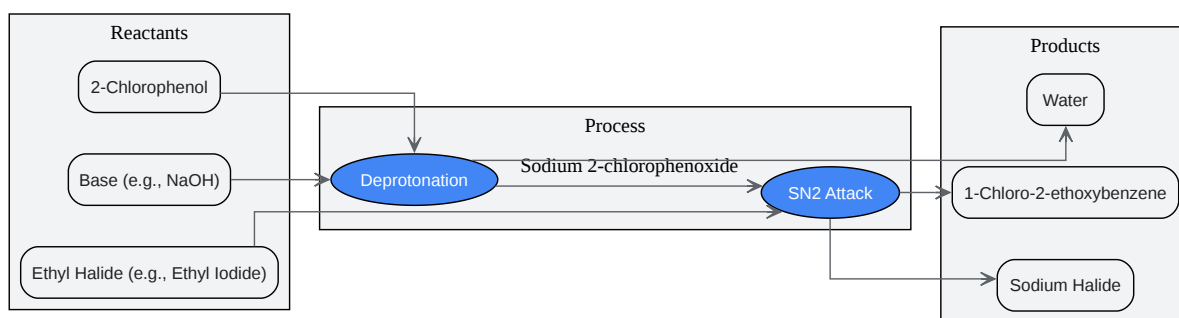 Reactants
2-Chlorophenol
Base (e.g., NaOH)
Ethyl Halide (e.g., Ethyl Iodide)
Process
Deprotonation
Sodium 2-chlorophenoxide
SN2 Attack
Products
Water
1-Chloro-2-ethoxybenzene
Sodium Halide